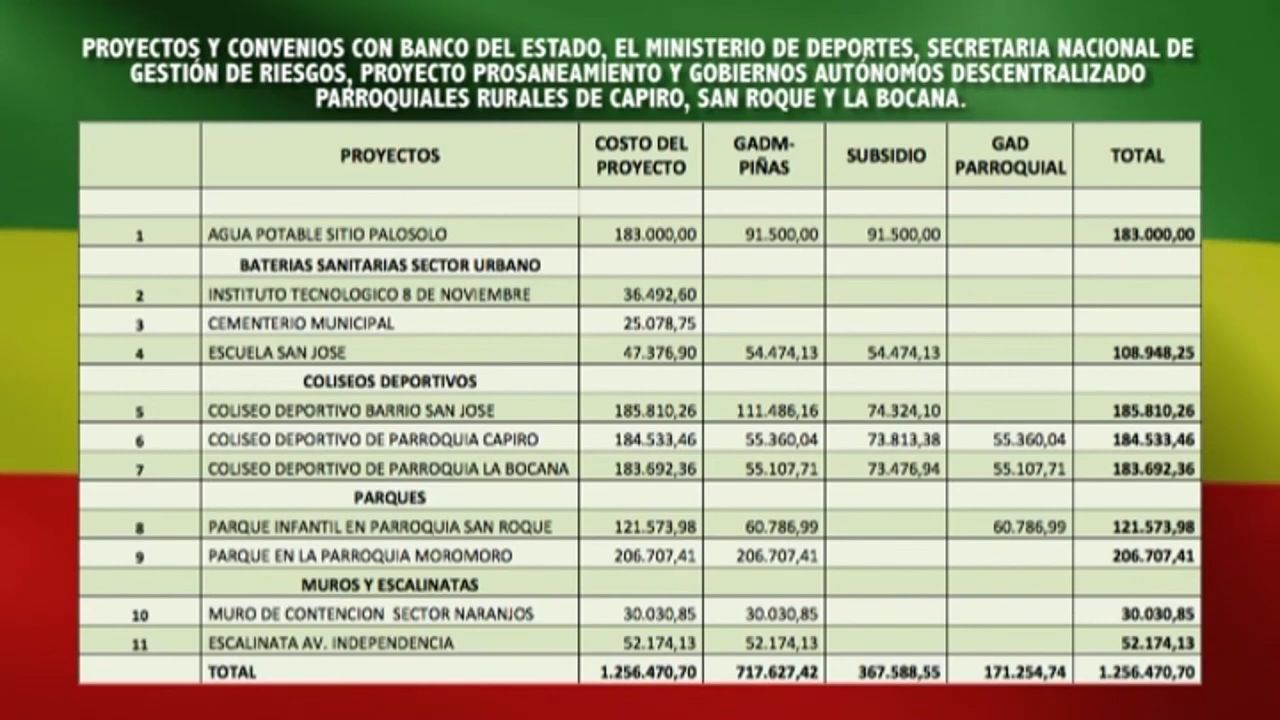 PROYECTOS Y CONVENIOS CON BANCO DEL ESTADO, EL MINISTERIO DE DEPORTES, SECRETARIA NACIONAL DE
GESTIÓN DE RIESGOS, PROYECTO PROSANEAMIENTO Y GOBIERNOS AUTÓNOMOS DESCENTRALIZADO
PARROQUIALES RURALES DE CAPIRO, SAN ROQUE Y LA BOCANA.
PROYECTOS COSTO DEL PROYECTO GADM-PIÑAS SUBSIDIO GAD PARROQUIAL TOTAL
1 AGUA POTABLE SITIO PALOSOLO 183.000,00 91.500,00 91.500,00 183.000,00
BATERIAS SANITARIAS SECTOR URBANO
2 INSTITUTO TECNOLOGICO 8 DE NOVIEMBRE 36.492,60
3 CEMENTERIO MUNICIPAL 25.078,75
4 ESCUELA SAN JOSE 47.376,90 54.474,13 54.474,13 108.948,25
COLISEOS DEPORTIVOS
5 COLISEO DEPORTIVO BARRIO SAN JOSE 185.810,26 111.486,16 74.324,10 185.810,26
6 COLISEO DEPORTIVO DE PARROQUIA CAPIRO 184.533,46 55.360,04 73.813,38 55.360,04 184.533,46
7 COLISEO DEPORTIVO DE PARROQUIA LA BOCANA 183.692,36 55.107,71 73.476,94 55.107,71 183.692,36
PARQUES
8 PARQUE INFANTIL EN PARROQUIA SAN ROQUE 121.573,98 60.786,99 60.786,99 121.573,98
9 PARQUE EN LA PARROQUIA MOROMORO 206.707,41 206.707,41 206.707,41
MUROS Y ESCALINATAS
10 MURO DE CONTENCION SECTOR NARANJOS 30.030,85 30.030,85 30.030,85
11 ESCALINATA AV. INDEPENDENCIA 52.174,13 52.174,13 52.174,13
TOTAL 1.256.470,70 717.627,42 367.588,55 171.254,74 1.256.470,70